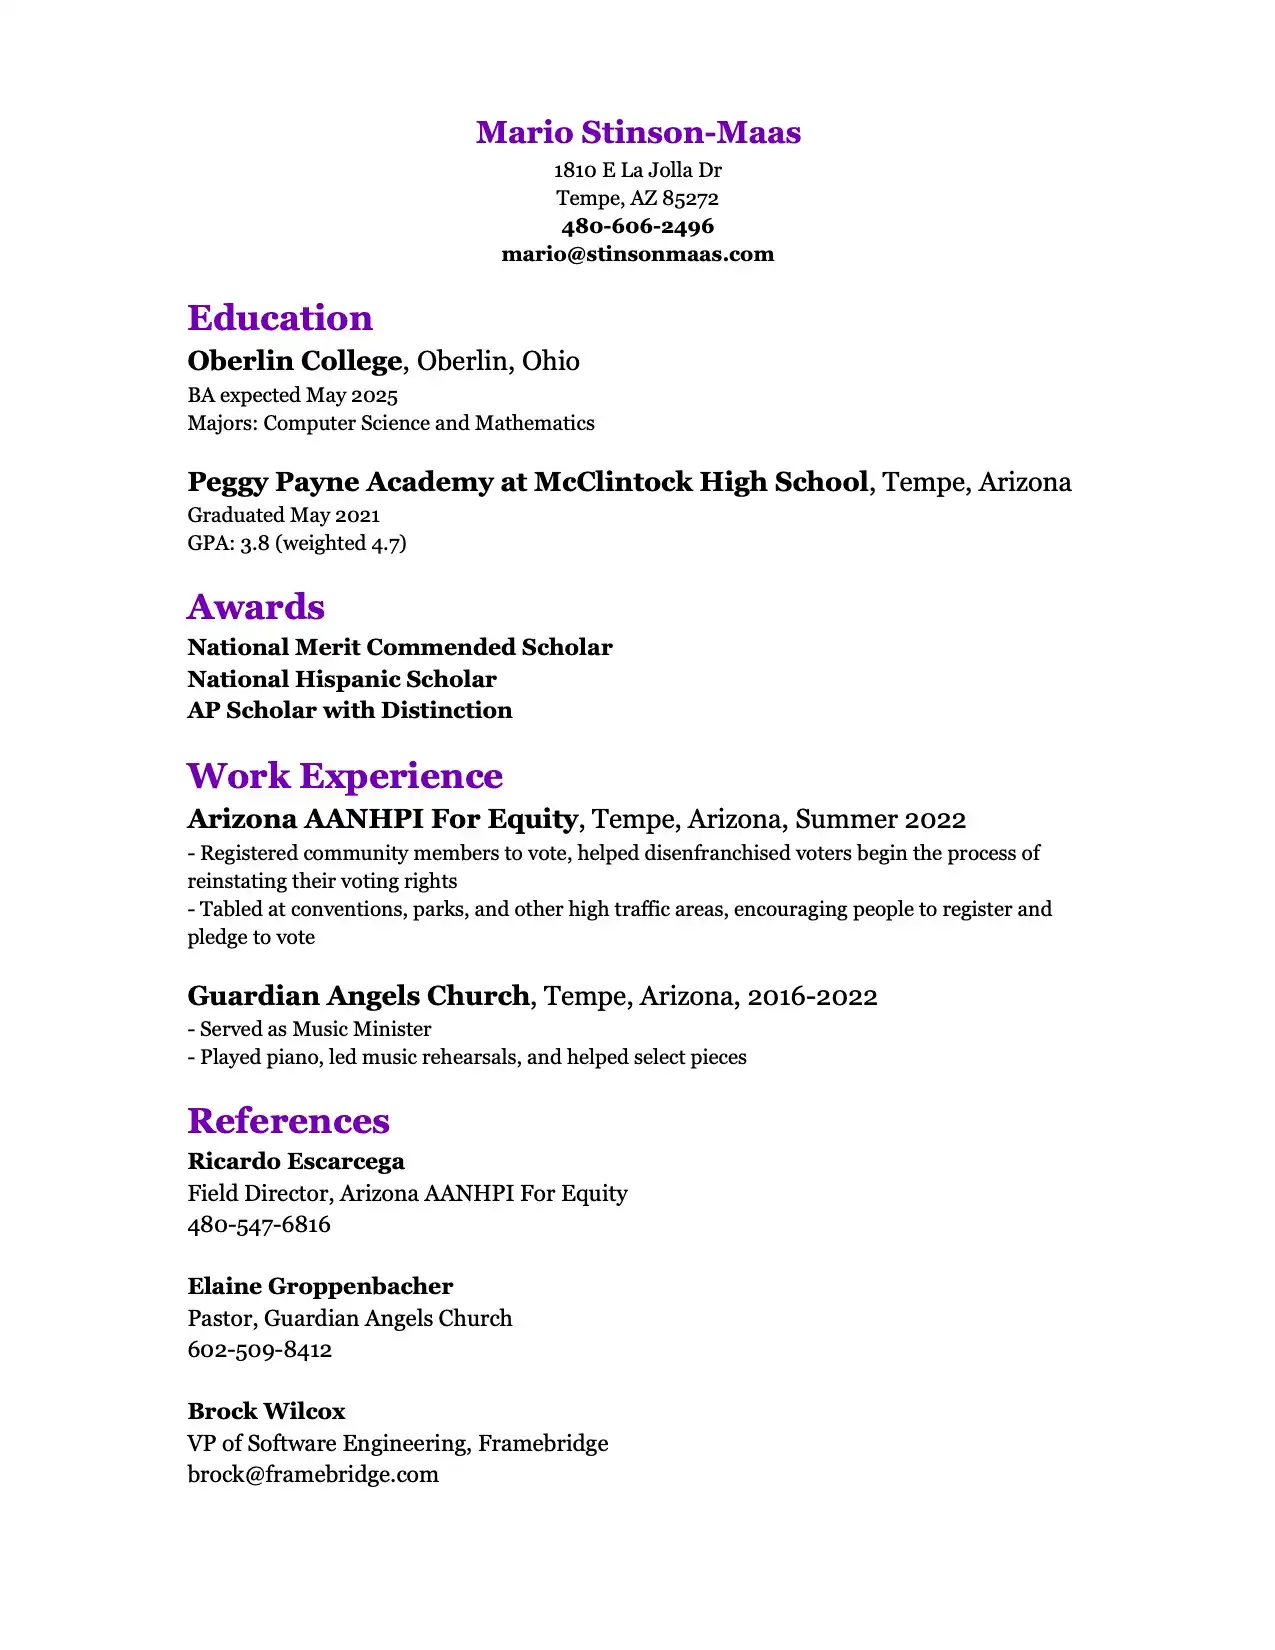 Mario Stinson-Maas
1810 E La Jolla Dr
Tempe, AZ 85272
480-606-2496
mario@stinsonmaas.com
Education
Oberlin College, Oberlin, Ohio
BA expected May 2025
Majors: Computer Science and Mathematics
Peggy Payne Academy at McClintock High School, Tempe, Arizona
Graduated May 2021
GPA: 3.8 (weighted 4.7)
Awards
National Merit Commended Scholar
National Hispanic Scholar
AP Scholar with Distinction
Work Experience
Arizona AANHPI For Equity, Tempe, Arizona, Summer 2022
- Registered community members to vote, helped disenfranchised voters begin the process of
reinstating their voting rights
- Tabled at conventions, parks, and other high traffic areas, encouraging people to register and
pledge to vote
Guardian Angels Church, Tempe, Arizona, 2016-2022
- Served as Music Minister
- Played piano, led music rehearsals, and helped select pieces
References
Ricardo Escarcega
Field Director, Arizona AANHPI For Equity
480-547-6816
Elaine Groppenbacher
Pastor, Guardian Angels Church
602-509-8412
Brock Wilcox
VP of Software Engineering, Framebridge
brock@framebridge.com